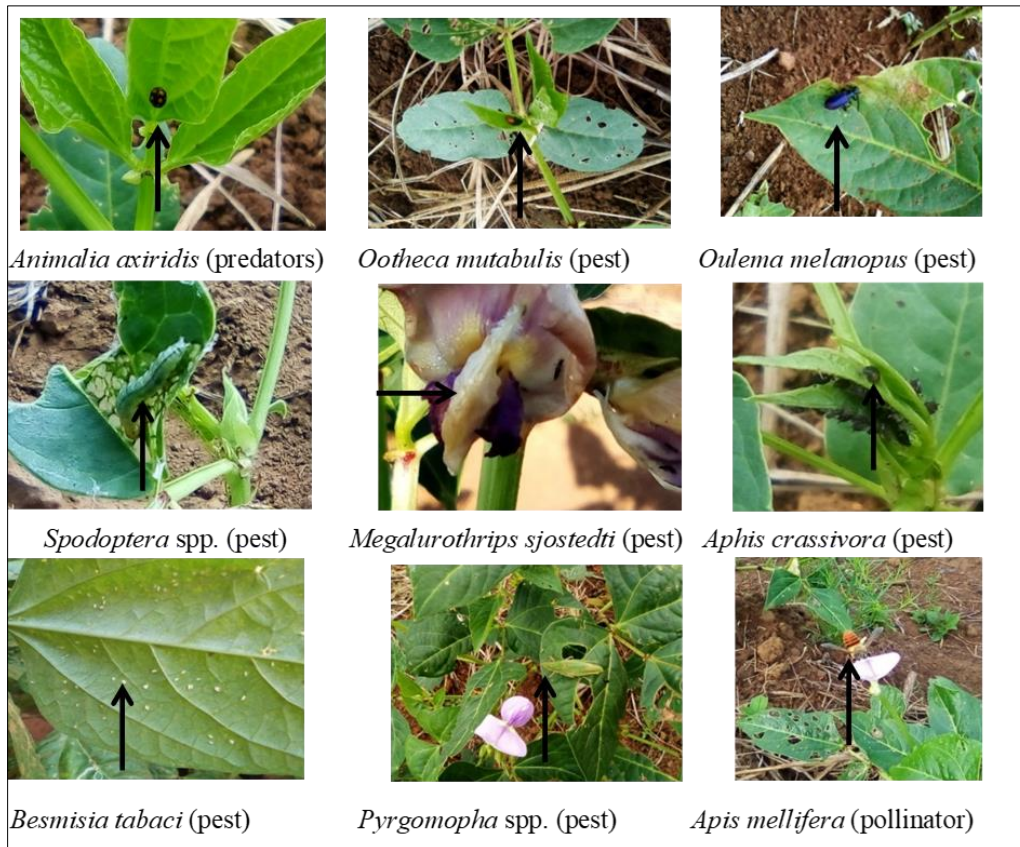 Animalia axiridis (predators) Ootheca mutabulis (pest) Oulema melanopus (pest)
Spodoptera spp. (pest) Megalurothrips sjostedti (pest) Aphis crassivora (pest)
Besmisia tabaci (pest) Pyrgomopha spp. (pest) Apis mellifera (pollinator)